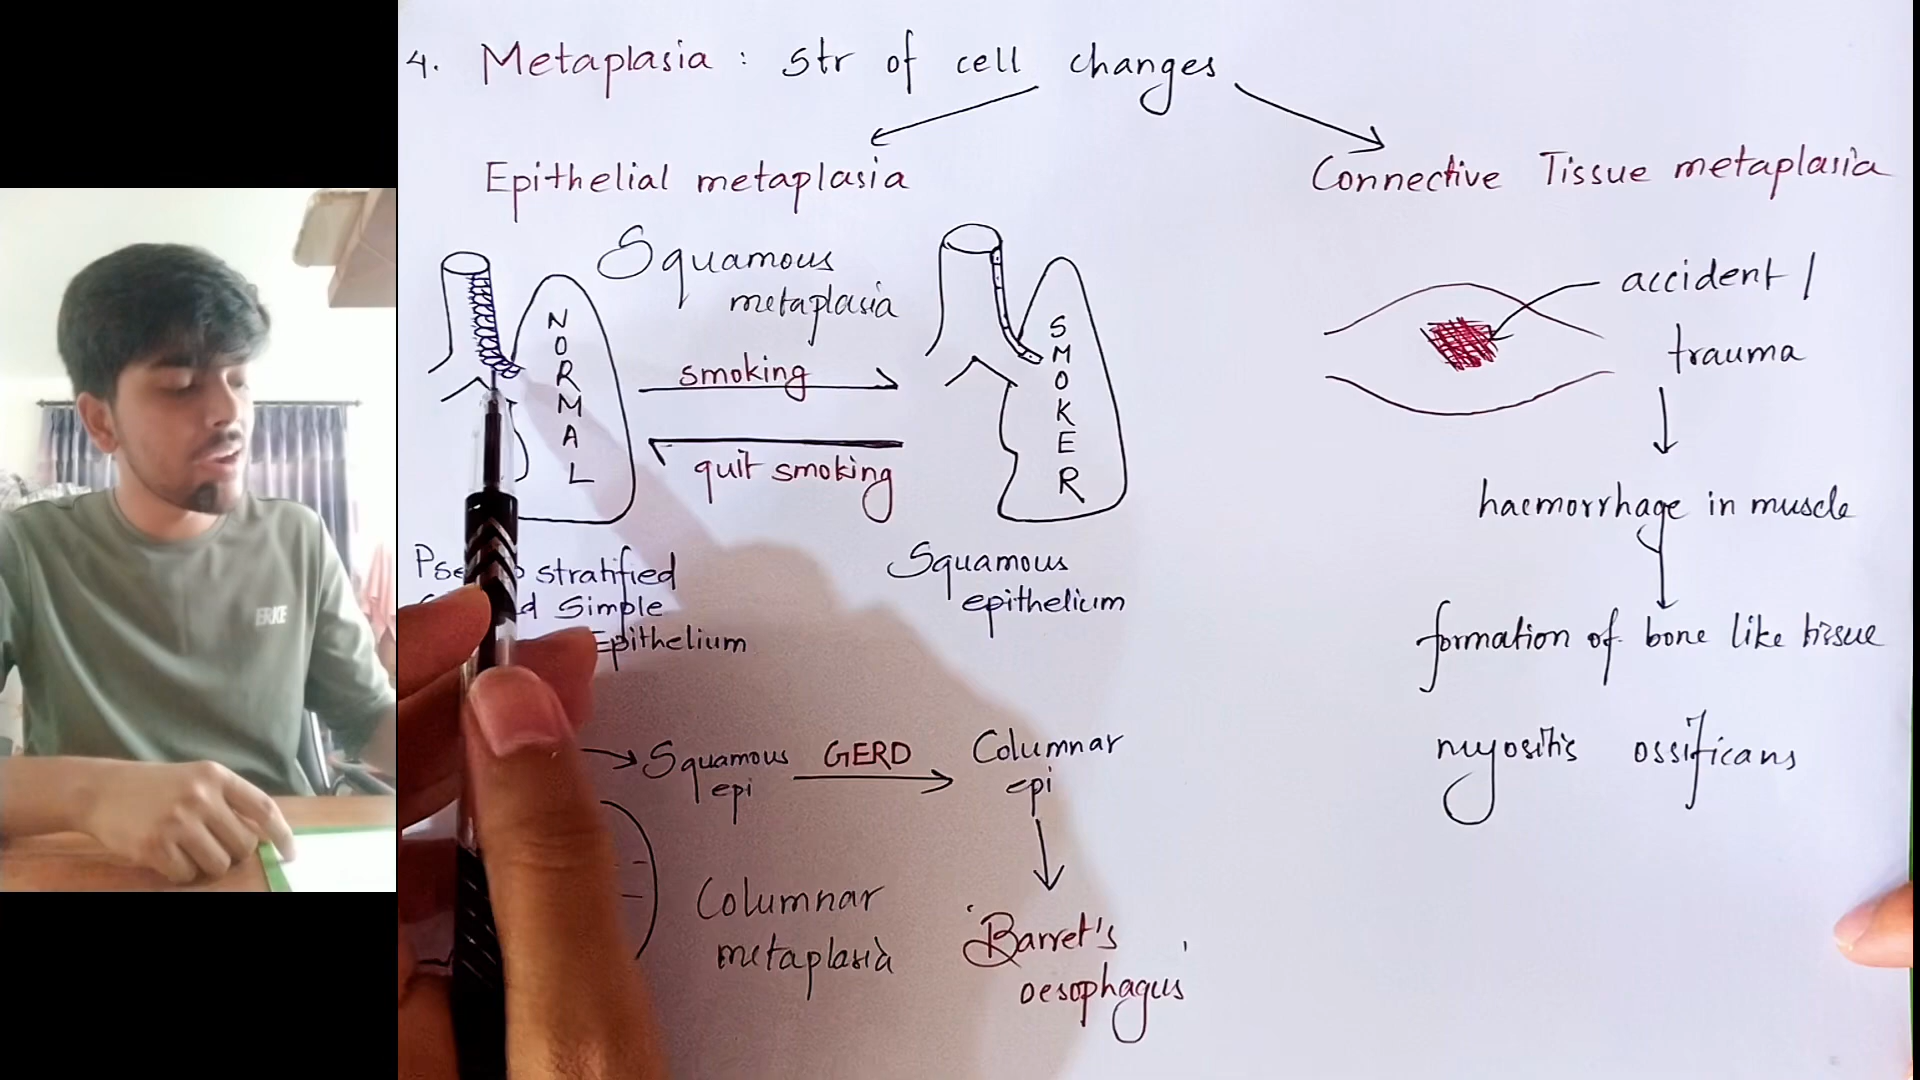 4. Metaplasia : str of cell changes
Epithelial metaplasia
Connective Tissue metaplasia
Squamous
metaplasia
NORMAL
SMOKER
smoking
quit smoking
stratified
Simple
Epithelium
Squamous
epithelium
Squamous
epi
GERD
Columnar
epi
Columnar
metaplasia
'Barret's
oesophagus'
accident /
trauma
haemorrhage in muscle
formation of bone like tissue
myositis ossificans